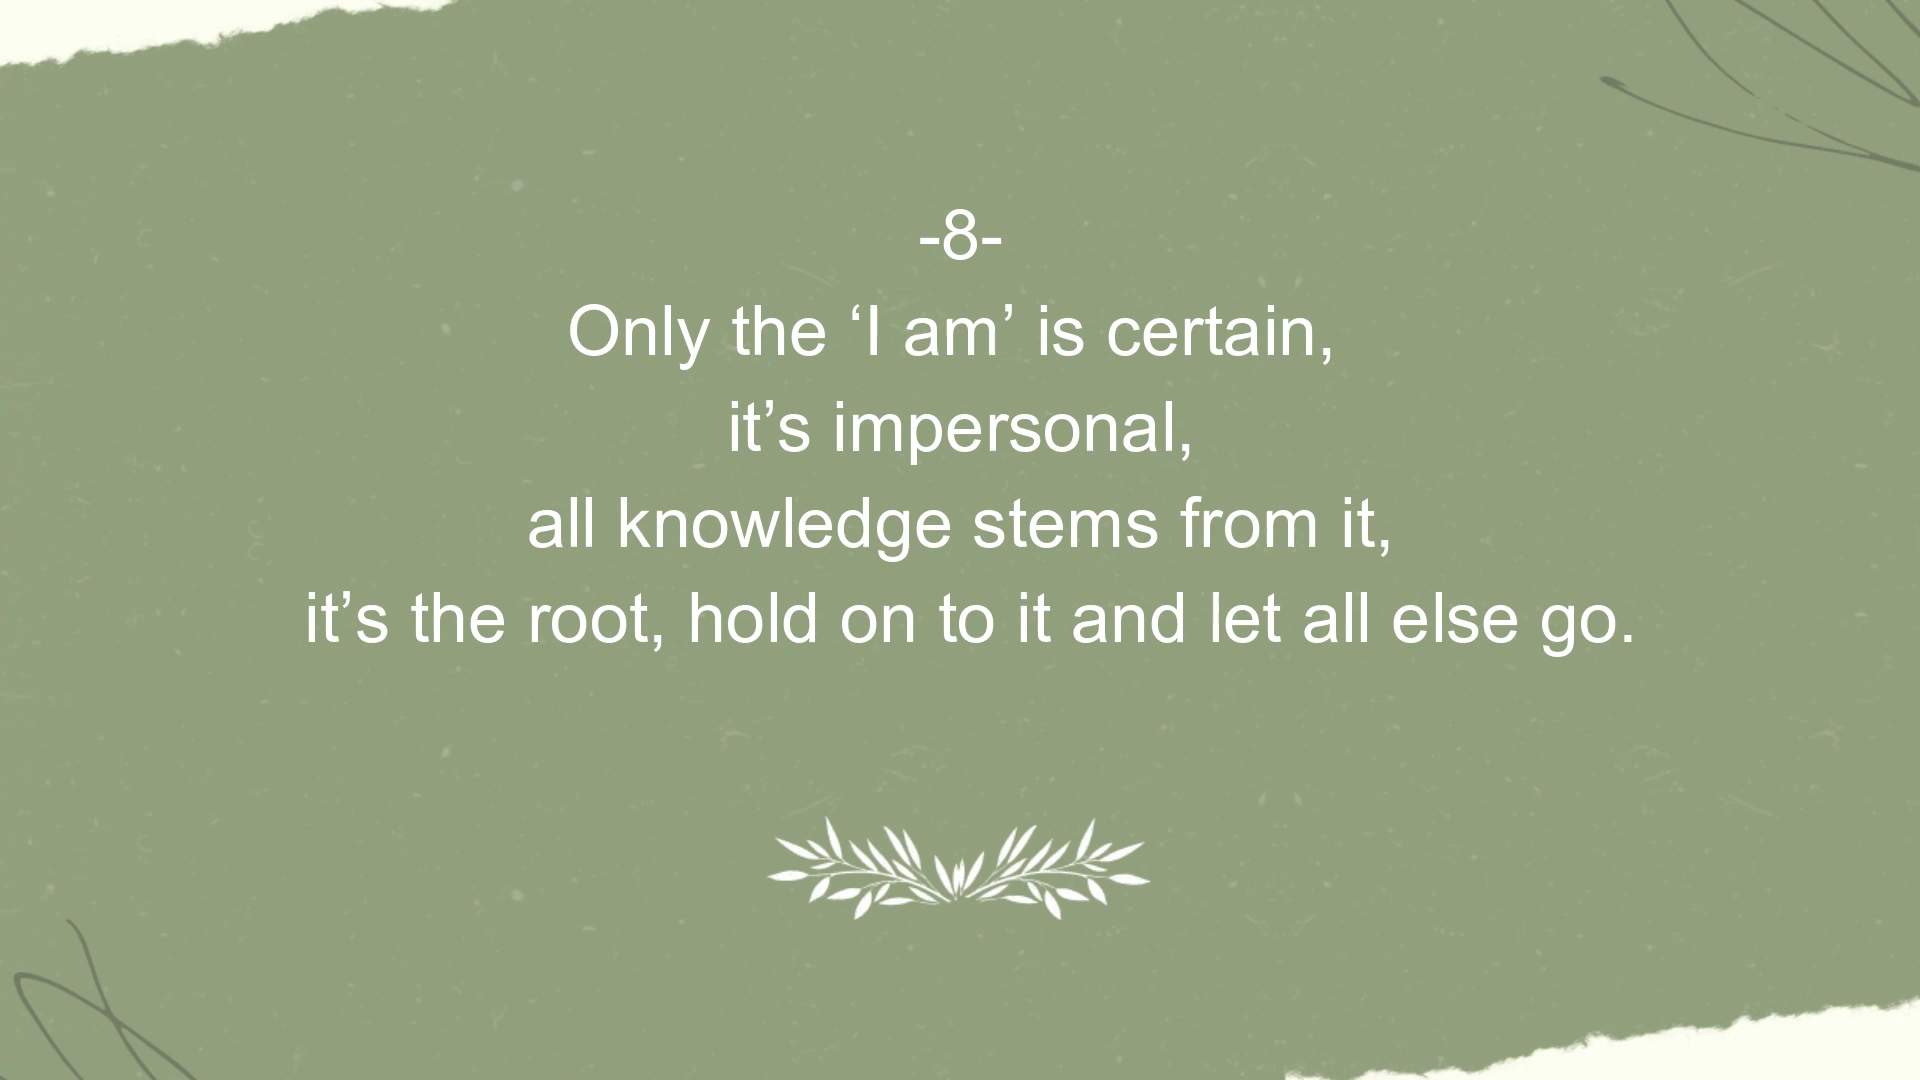 -8-
Only the ‘I am’ is certain,
it’s impersonal,
all knowledge stems from it,
it’s the root, hold on to it and let all else go.